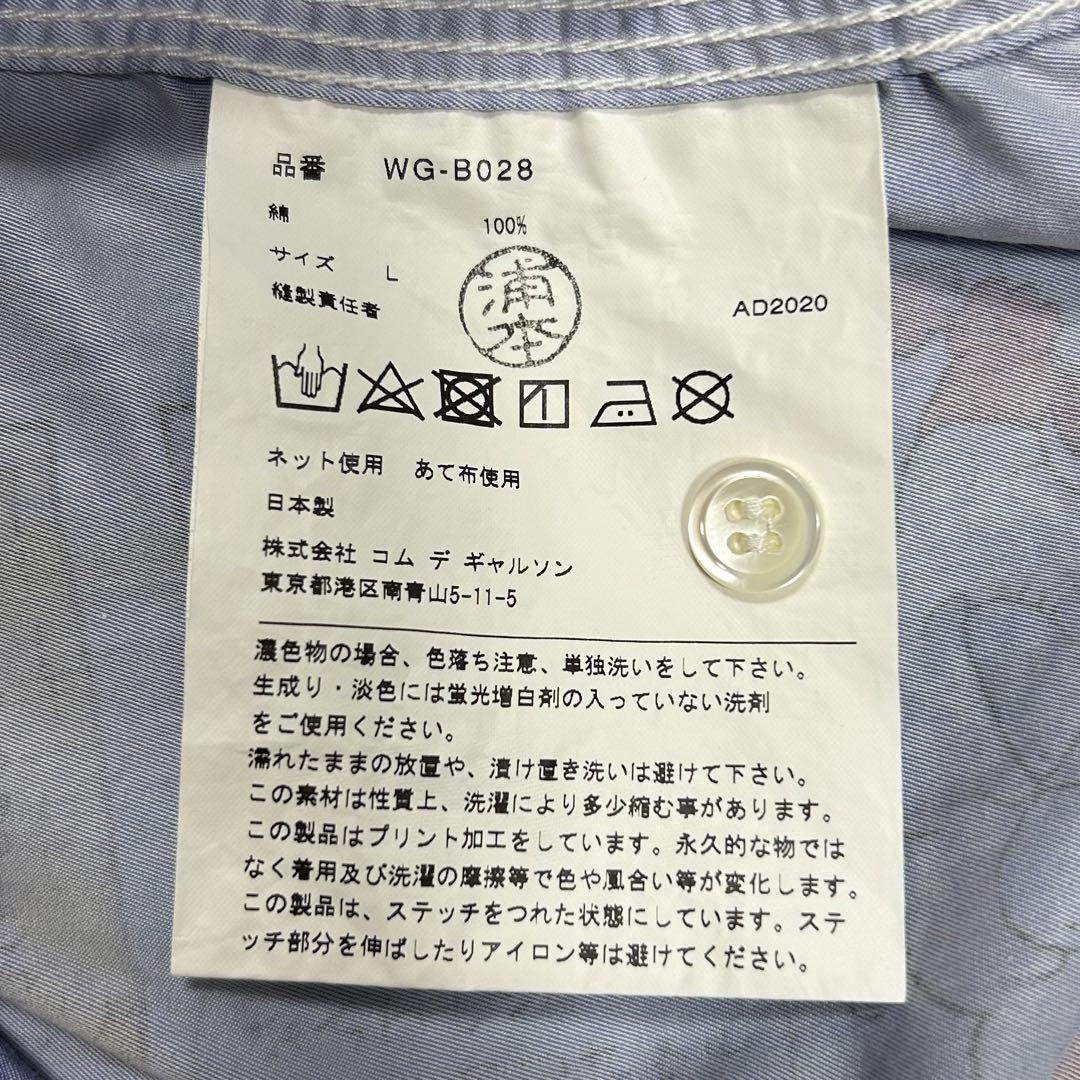 品番 WG-B028
綿 100%
サイズ L
縫製責任者 浦本 AD2020
ネット使用 あて布使用
日本製
株式会社 コム デ ギャルソン
東京都港区南青山5-11-5
濃色物の場合、色落ち注意、単独洗いをして下さい。
生成り・淡色には蛍光増白剤の入っていない洗剤
をご使用ください。
濡れたままの放置や、漬け置き洗いは避けて下さい。
この素材は性質上、洗濯により多少縮む事があります。
この製品はプリント加工をしています。永久的な物では
なく着用及び洗濯の摩擦等で色や風合い等が変化します。
この製品は、ステッチをつれた状態にしています。ステ
ッチ部分を伸ばしたりアイロン等は避けてください。